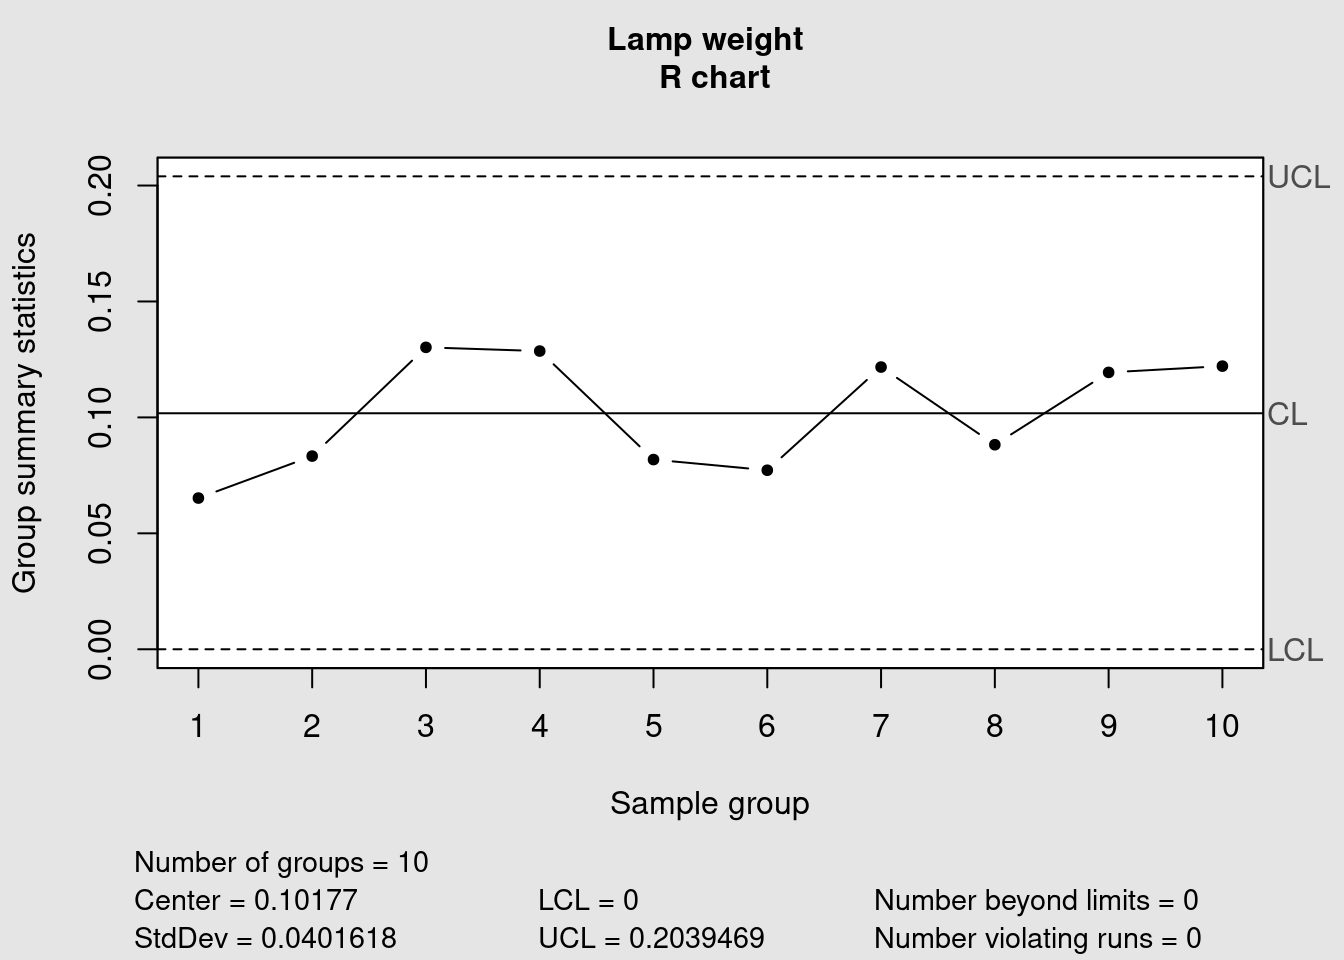 Lamp weight
R chart
Group summary statistics
0.20
0.15
0.10
0.05
0.00
UCL
CL
LCL
1 2 3 4 5 6 7 8 9 10
Sample group
Number of groups = 10
Center = 0.10177 LCL = 0 Number beyond limits = 0
StdDev = 0.0401618 UCL = 0.2039469 Number violating runs = 0